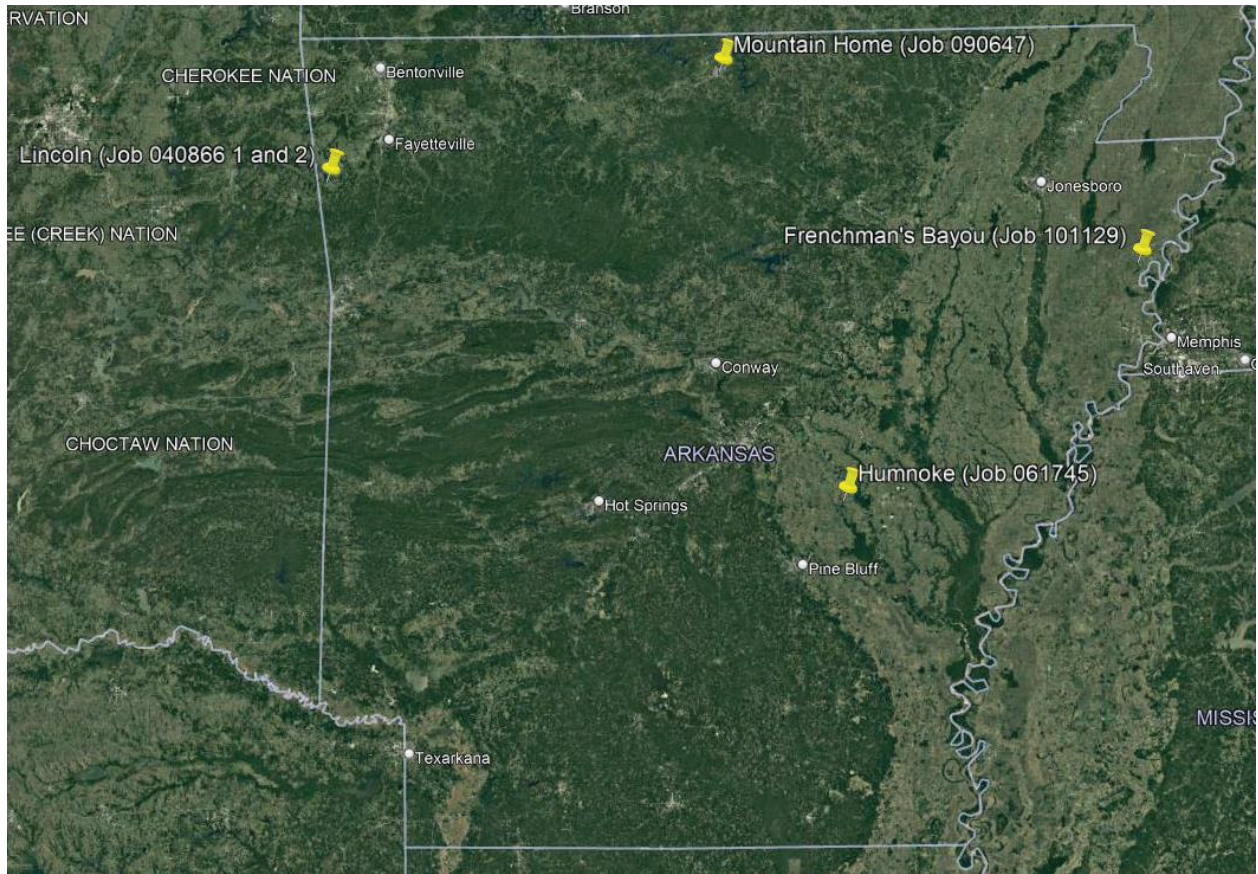 Branson
ERVATION
Mountain Home (Job 090647)
CHEROKEE NATION
Bentonville
Fayetteville
Lincoln (Job 040866 1 and 2)
Jonesboro
EE (CREEK) NATION
Frenchman's Bayou (Job 101129)
Memphis
Conway
Southaven
CHOCTAW NATION
ARKANSAS
Humnoke (Job 061745)
Hot Springs
Pine Bluff
MISSIS
Texarkana